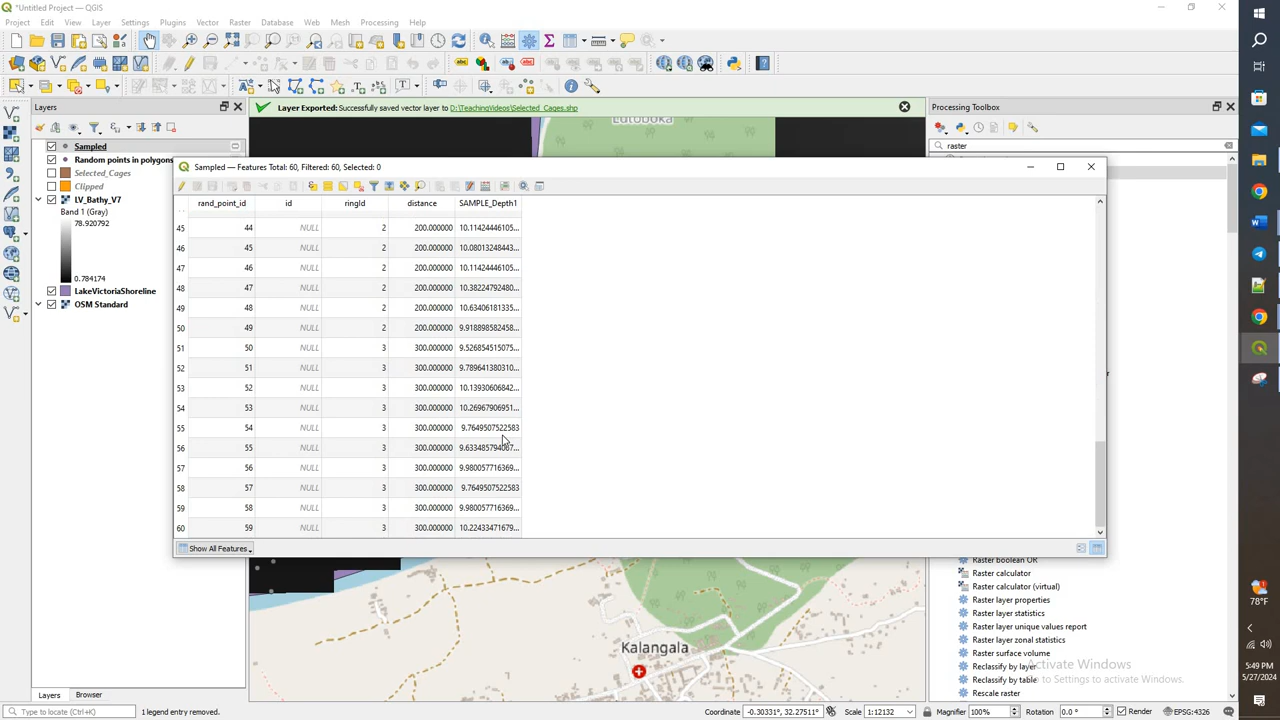 *Untitled Project — QGIS
Project Edit View Layer Settings Plugins Vector Raster Database Web Mesh Processing Help
Layers
Layer Exported: Successfully saved vector layer to D:\TeachingVideos\Selected_Cages.shp
Processing Toolbox
raster
Lutoboka
Sampled
Random points in polygons
Selected_Cages
Clipped
LV_Bathy_V7
Band 1 (Gray)
78.920792
0.784174
LakeVictoriaShoreline
OSM Standard
Sampled — Features Total: 60, Filtered: 60, Selected: 0
rand_point_id id ringId distance SAMPLE_Depth1
45 44 NULL 2 200.000000 10.11424446105...
46 45 NULL 2 200.000000 10.08013248443...
47 46 NULL 2 200.000000 10.11424446105...
48 47 NULL 2 200.000000 10.38224792480...
49 48 NULL 2 200.000000 10.63406181335...
50 49 NULL 2 200.000000 9.918898582458...
51 50 NULL 3 300.000000 9.526854515075...
52 51 NULL 3 300.000000 9.789641380310...
53 52 NULL 3 300.000000 10.13930606842...
54 53 NULL 3 300.000000 10.26967906951...
55 54 NULL 3 300.000000 9.7649507522583
56 55 NULL 3 300.000000 9.633485794067...
57 56 NULL 3 300.000000 9.980057716369...
58 57 NULL 3 300.000000 9.7649507522583
59 58 NULL 3 300.000000 9.980057716369...
60 59 NULL 3 300.000000 10.22433471679...
Show All Features
Raster boolean OR
Raster calculator
Raster calculator (virtual)
Raster layer properties
Raster layer statistics
Raster layer unique values report
Raster layer zonal statistics
Raster surface volume
Reclassify by layer
Reclassify by table
Rescale raster
Activate Windows
Go to Settings to activate Windows.
Kalangala
Layers Browser
Type to locate (Ctrl+K) 1 legend entry removed. Coordinate -0.30331°, 32.27511° Scale 1:12132 Magnifier 100% Rotation 0.0 ° Render EPSG:4326
78°F
5:49 PM
5/27/2024